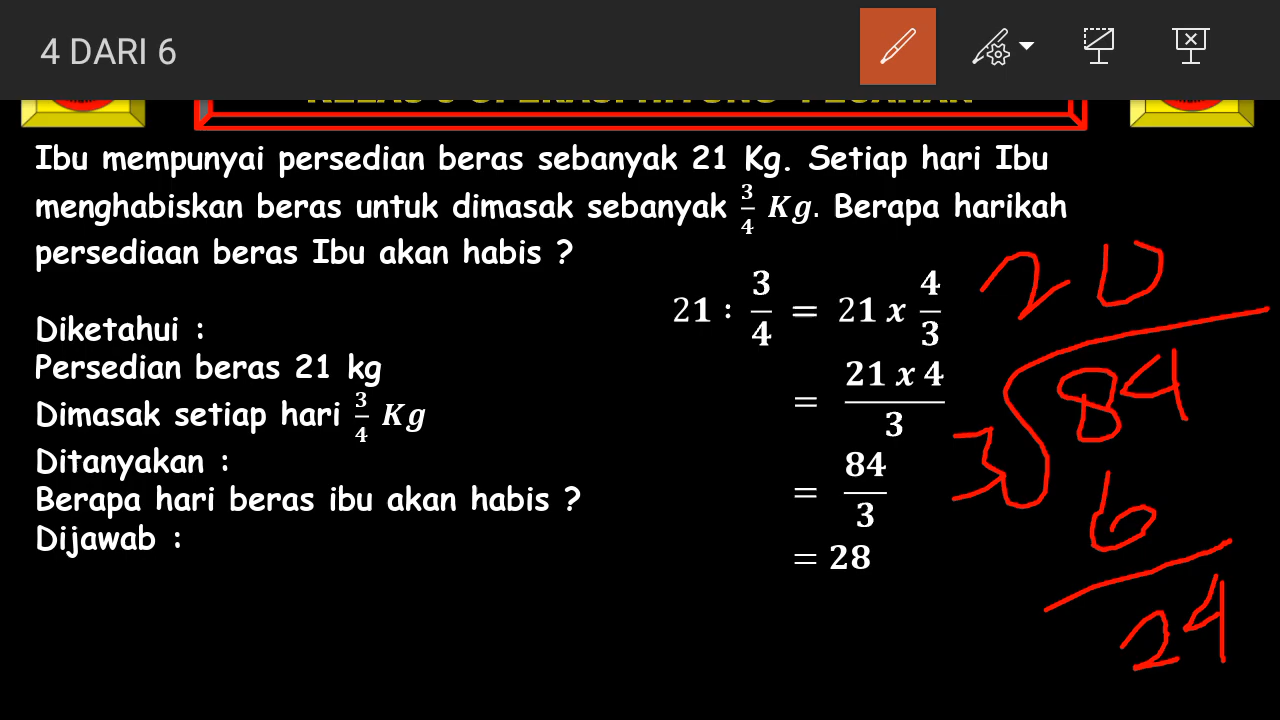 4 DARI 6
Ibu mempunyai persedian beras sebanyak 21 Kg. Setiap hari Ibu
menghabiskan beras untuk dimasak sebanyak 3/4 Kg. Berapa harikah
persediaan beras Ibu akan habis ?
Diketahui :
Persedian beras 21 kg
Dimasak setiap hari 3/4 Kg
Ditanyakan :
Berapa hari beras ibu akan habis ?
Dijawab :
21 : 3/4 = 21 x 4/3
= 21 x 4/3
= 84/3
= 28
20
3 84
6
24